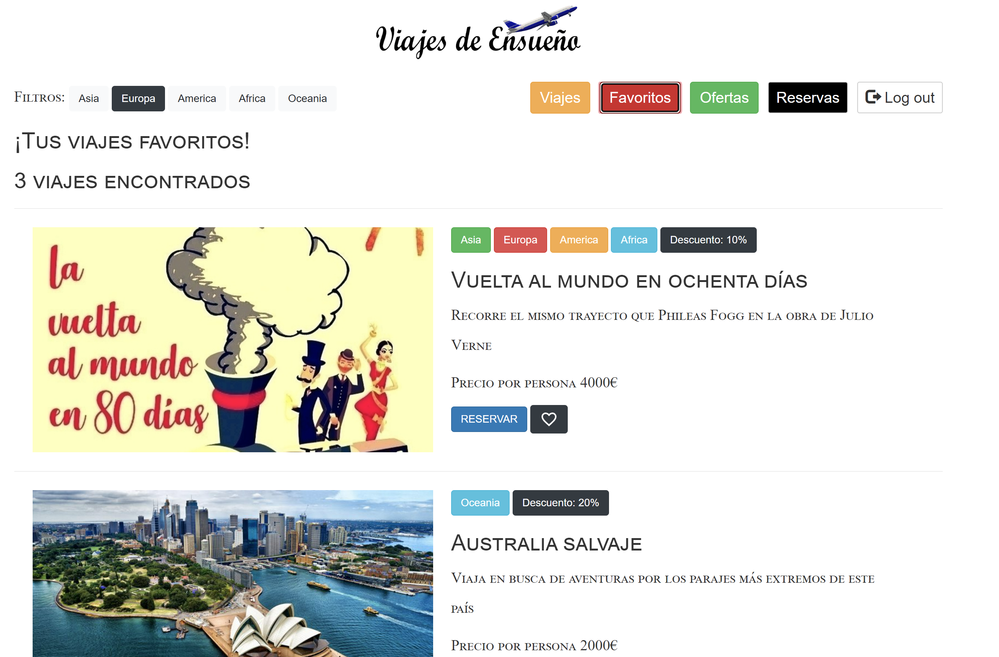 Viajes de Ensueño
Filtros: Asia Europa America Africa Oceania
Viajes Favoritos Ofertas Reservas Log out
¡Tus viajes favoritos!
3 viajes encontrados
la
vuelta
al mundo
en 80 días
Asia Europa America Africa Descuento: 10%
Vuelta al mundo en ochenta días
Recorre el mismo trayecto que Phileas Fogg en la obra de Julio
Verne
Precio por persona 4000€
RESERVAR
Oceania Descuento: 20%
Australia salvaje
Viaja en busca de aventuras por los parajes más extremos de este
país
Precio por persona 2000€